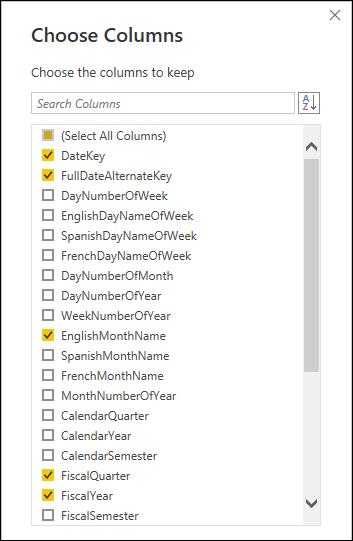 Choose Columns
Choose the columns to keep
Search Columns
A
Z
(Select All Columns)
DateKey
FullDateAlternateKey
DayNumberOfWeek
EnglishDayNameOfWeek
SpanishDayNameOfWeek
FrenchDayNameOfWeek
DayNumberOfMonth
DayNumberOfYear
WeekNumberOfYear
EnglishMonthName
SpanishMonthName
FrenchMonthName
MonthNumberOfYear
CalendarQuarter
CalendarYear
CalendarSemester
FiscalQuarter
FiscalYear
FiscalSemester